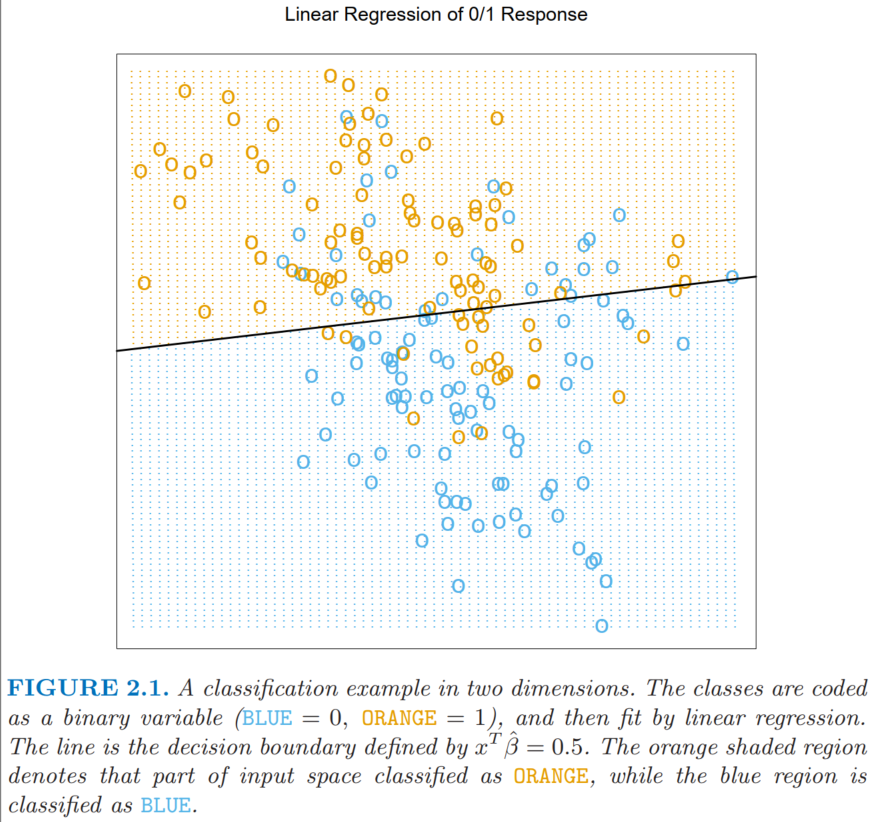 Linear Regression of 0/1 Response
FIGURE 2.1. A classification example in two dimensions. The classes are coded
as a binary variable (BLUE = 0, ORANGE = 1), and then fit by linear regression.
The line is the decision boundary defined by x^T β̂ = 0.5. The orange shaded region
denotes that part of input space classified as ORANGE, while the blue region is
classified as BLUE.